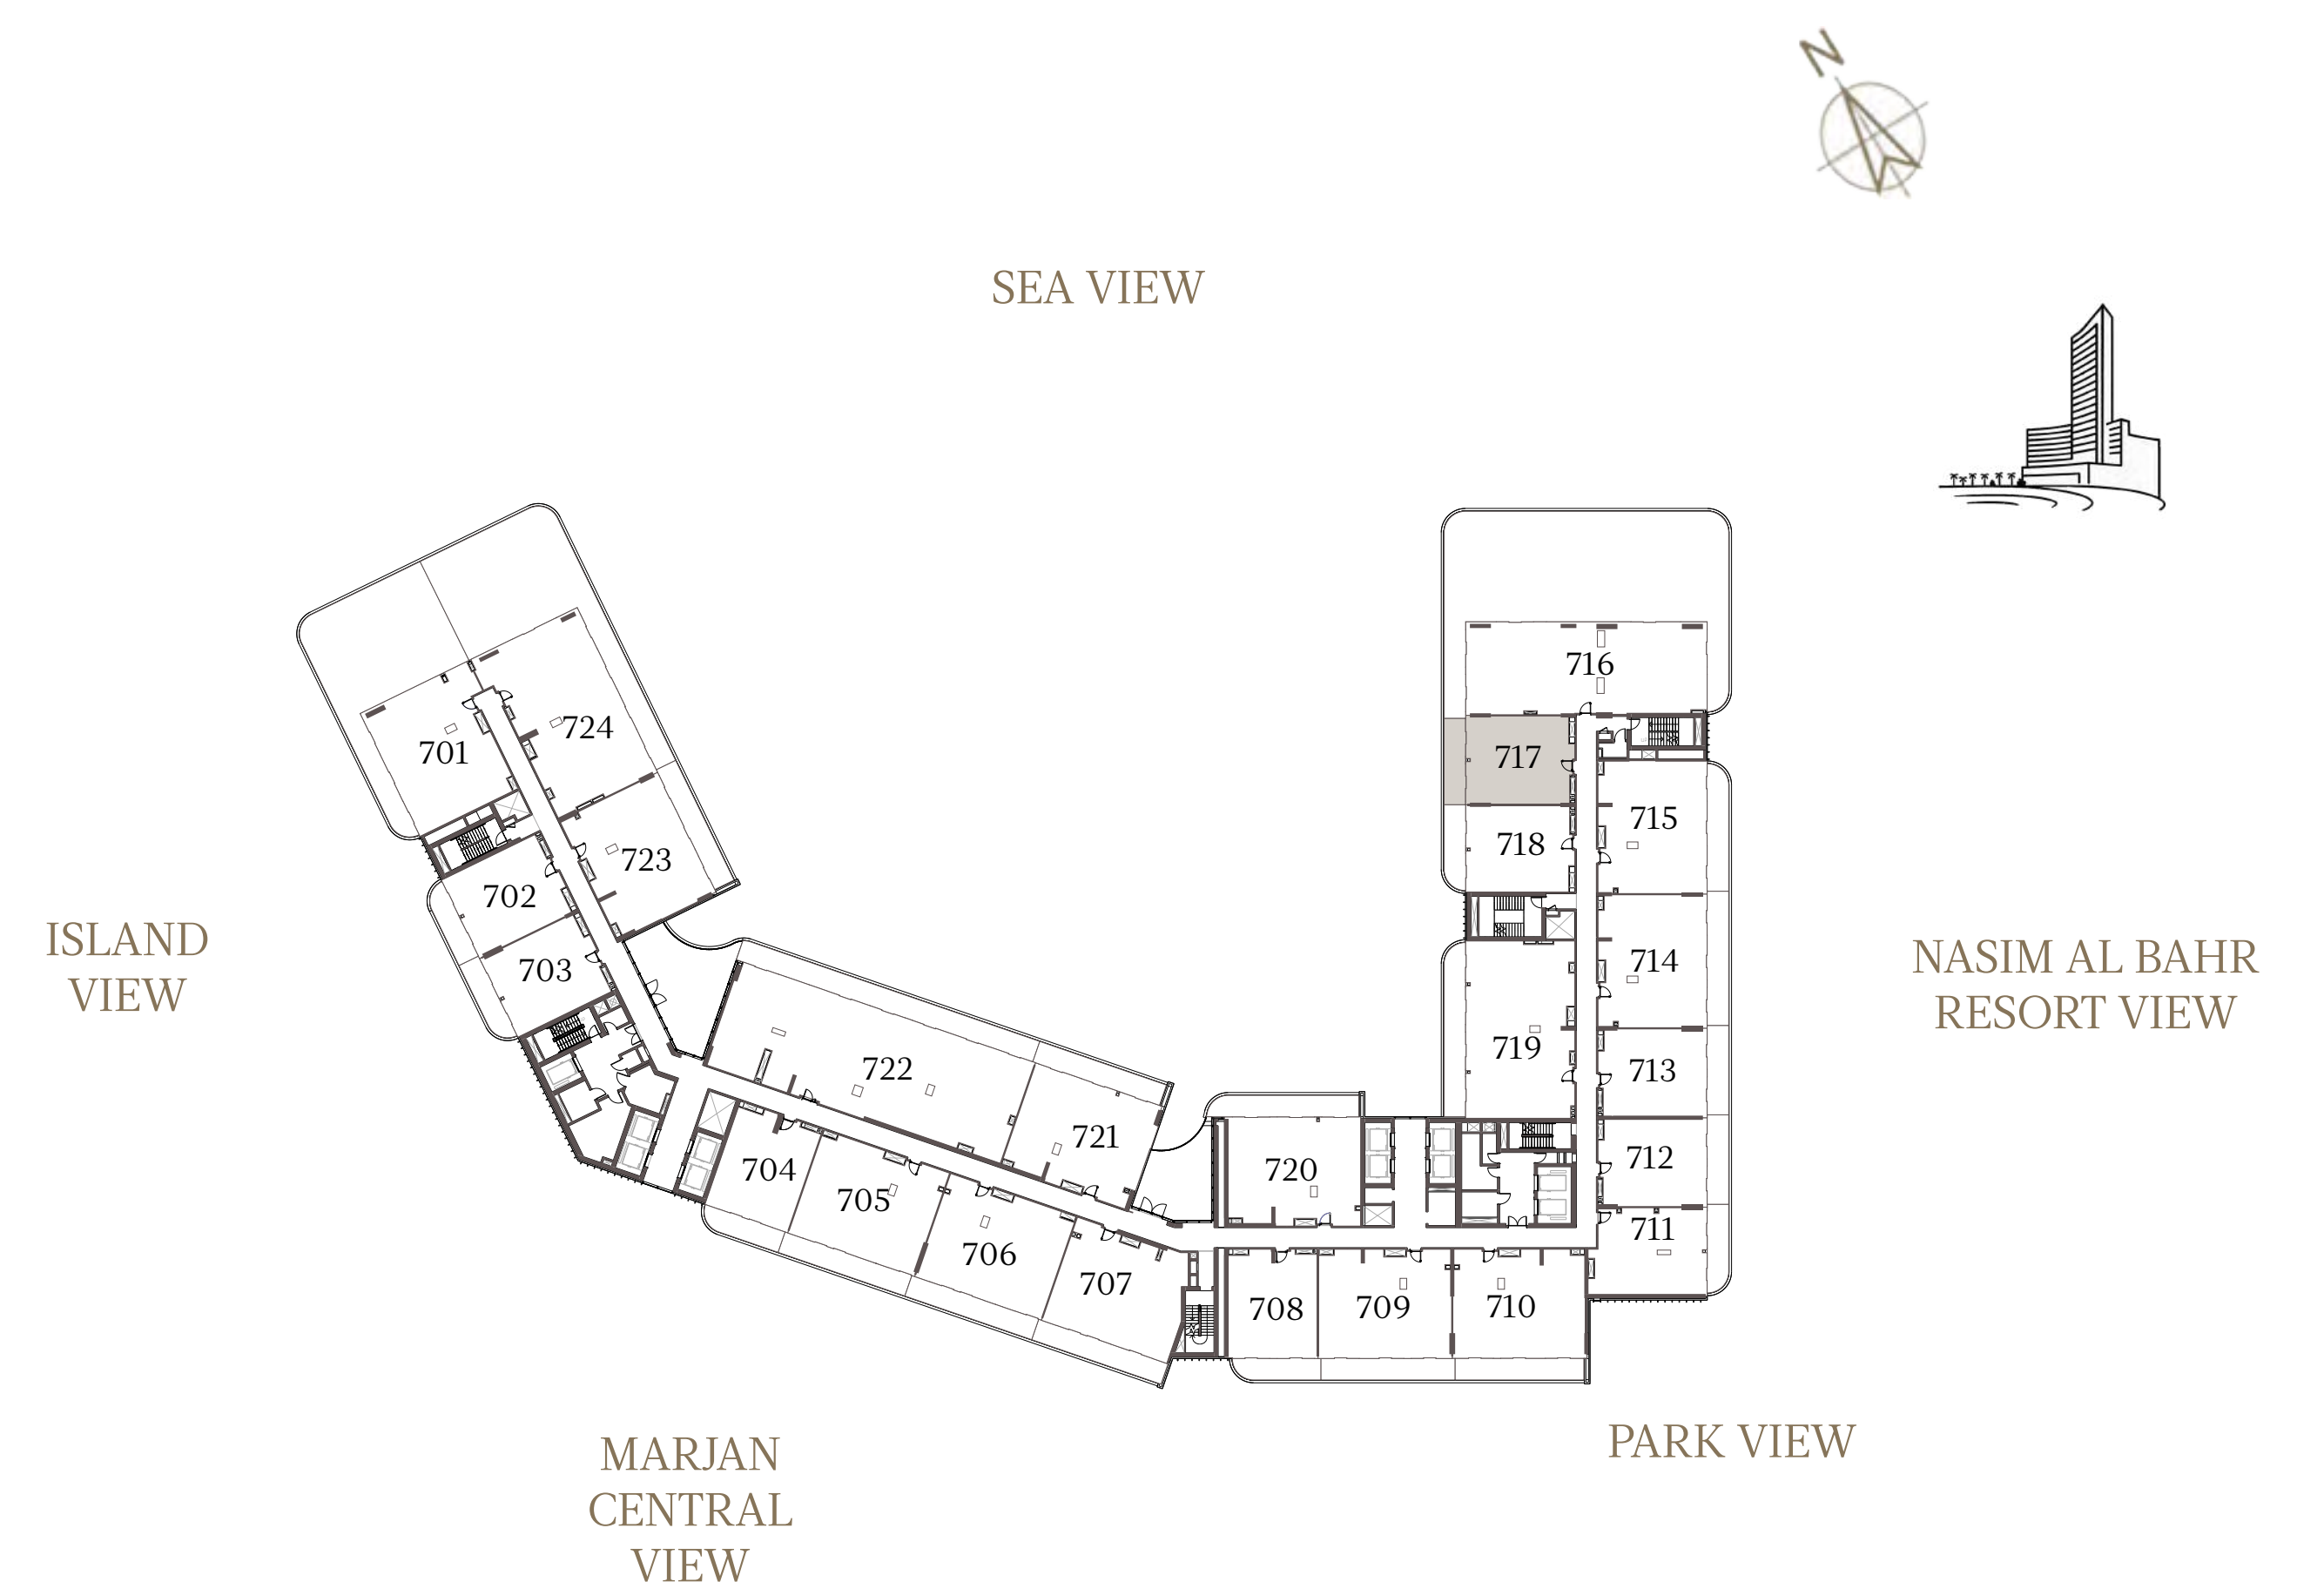 N
SEA VIEW
716
724
701
717
715
718
723
702
ISLAND
VIEW
703
714
NASIM AL BAHR
RESORT VIEW
719
722
713
721
712
720
704
705
711
706
707
708
709
710
PARK VIEW
MARJAN
CENTRAL
VIEW